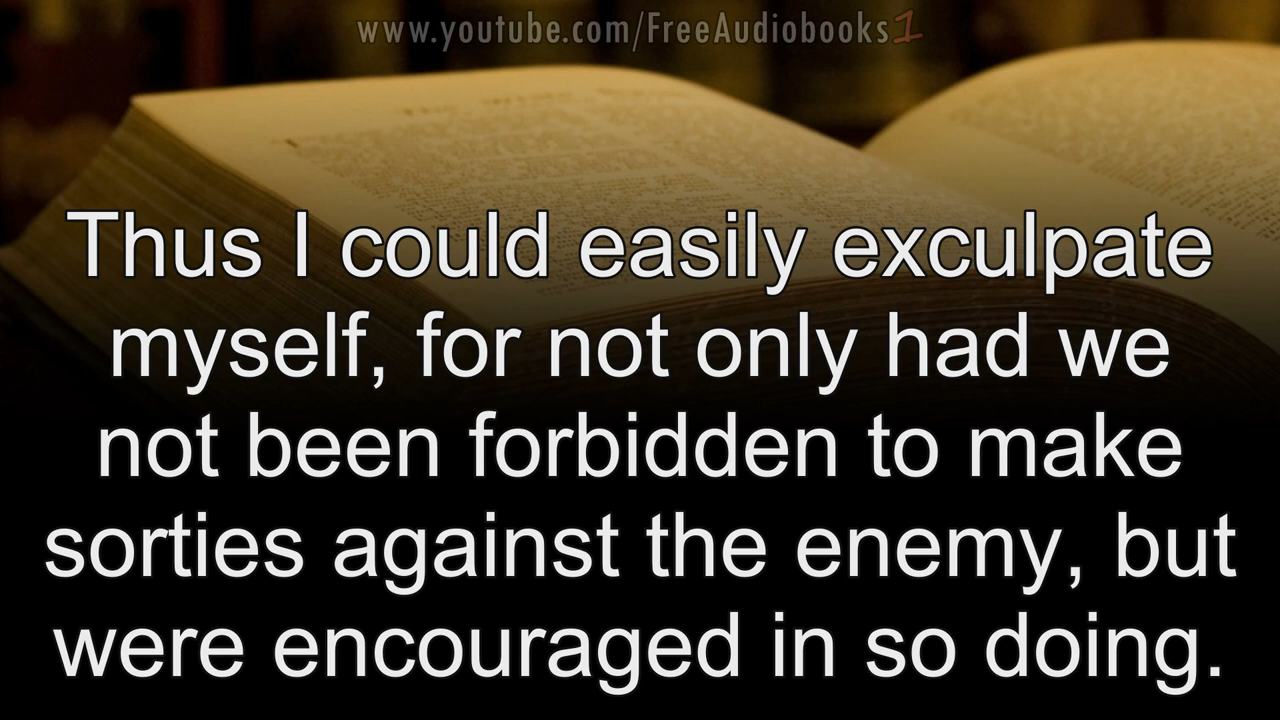 www.youtube.com/FreeAudiobooks1
Thus I could easily exculpate
myself, for not only had we
not been forbidden to make
sorties against the enemy, but
were encouraged in so doing.